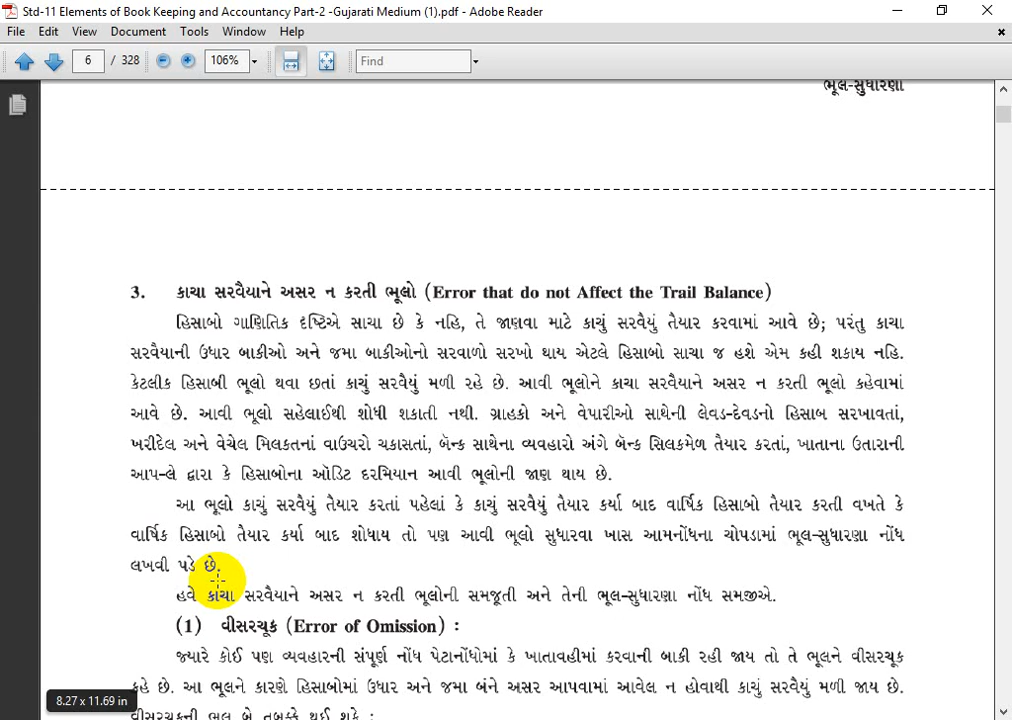 Std-11 Elements of Book Keeping and Accountancy Part-2 -Gujarati Medium (1).pdf - Adobe Reader
File Edit View Document Tools Window Help
6 / 328 106% Find
ભૂલ-સુધારણા
3. કાચા સરવૈયાને અસર ન કરતી ભૂલો (Error that do not Affect the Trail Balance)
હિસાબો ગાણિતિક દૃષ્ટિએ સાચા છે કે નહિ, તે જાણવા માટે કાચું સરવૈયું તૈયાર કરવામાં આવે છે; પરંતુ કાચા
સરવૈયાની ઉધાર બાકીઓ અને જમા બાકીઓનો સરવાળો સરખો થાય એટલે હિસાબો સાચા જ હશે એમ કહી શકાય નહિ.
કેટલીક હિસાબી ભૂલો થવા છતાં કાચું સરવૈયું મળી રહે છે. આવી ભૂલોને કાચા સરવૈયાને અસર ન કરતી ભૂલો કહેવામાં
આવે છે. આવી ભૂલો સહેલાઈથી શોધી શકાતી નથી. ગ્રાહકો અને વેપારીઓ સાથેની લેવડ-દેવડનો હિસાબ સરખાવતાં,
ખરીદેલ અને વેચેલ મિલકતનાં વાઉચરો ચકાસતાં, બૅન્ક સાથેના વ્યવહારો અંગે બૅન્ક સિલકમેળ તૈયાર કરતાં, ખાતાના ઉતારાની
આપ-લે દ્વારા કે હિસાબોના ઑડિટ દરમિયાન આવી ભૂલોની જાણ થાય છે.
આ ભૂલો કાચું સરવૈયું તૈયાર કરતાં પહેલાં કે કાચું સરવૈયું તૈયાર કર્યા બાદ વાર્ષિક હિસાબો તૈયાર કરતી વખતે કે
વાર્ષિક હિસાબો તૈયાર કર્યા બાદ શોધાય તો પણ આવી ભૂલો સુધારવા ખાસ આમનોંધના ચોપડામાં ભૂલ-સુધારણા નોંધ
લખવી પડે છે.
હવે કાચા સરવૈયાને અસર ન કરતી ભૂલોની સમજૂતી અને તેની ભૂલ-સુધારણા નોંધ સમજીએ.
(1) વીસરચૂક (Error of Omission) :
જ્યારે કોઈ પણ વ્યવહારની સંપૂર્ણ નોંધ પેટાનોંધોમાં કે ખાતાવહીમાં કરવાની બાકી રહી જાય તો તે ભૂલને વીસરચૂક
કહે છે. આ ભૂલને કારણે હિસાબોમાં ઉધાર અને જમા બંને અસર આપવામાં આવેલ ન હોવાથી કાચું સરવૈયું મળી જાય છે.
વીસરચૂકની ભૂલ બે તબક્કે થઈ શકે :
8.27 x 11.69 in